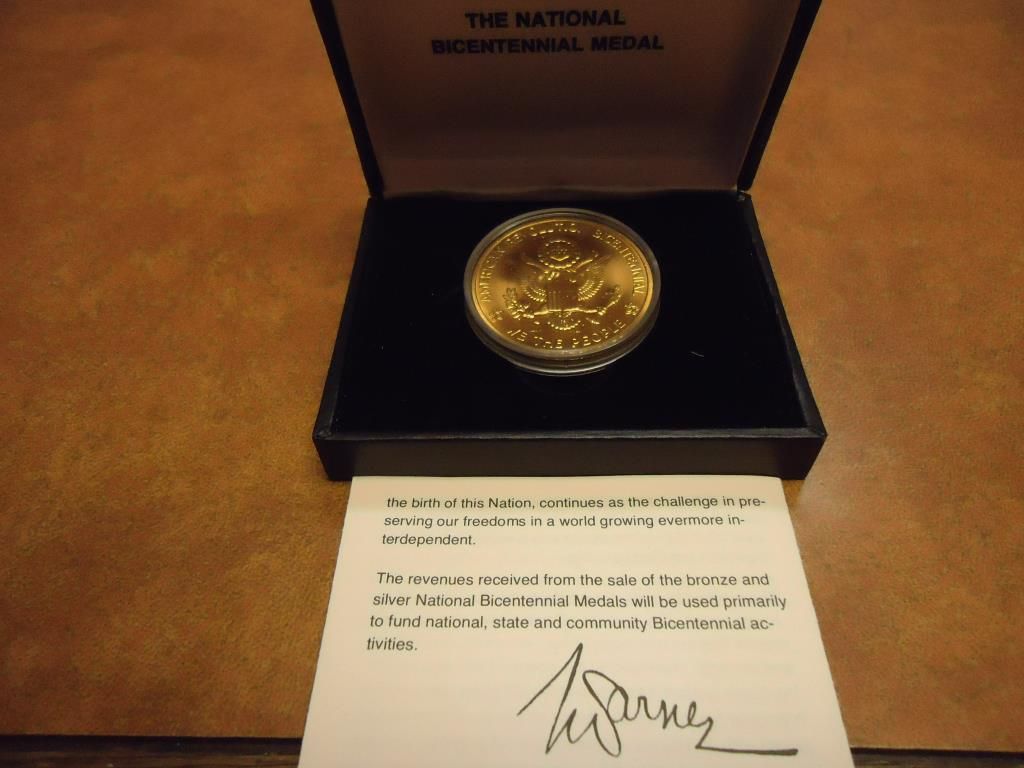 THE NATIONAL
BICENTENNIAL MEDAL
AMERICAN REVOLUTION BICENTENNIAL
WE THE PEOPLE
the birth of this Nation, continues as the challenge in pre-
serving our freedoms in a world growing evermore in-
terdependent.
The revenues received from the sale of the bronze and
silver National Bicentennial Medals will be used primarily
to fund national, state and community Bicentennial ac-
tivities.
Warner